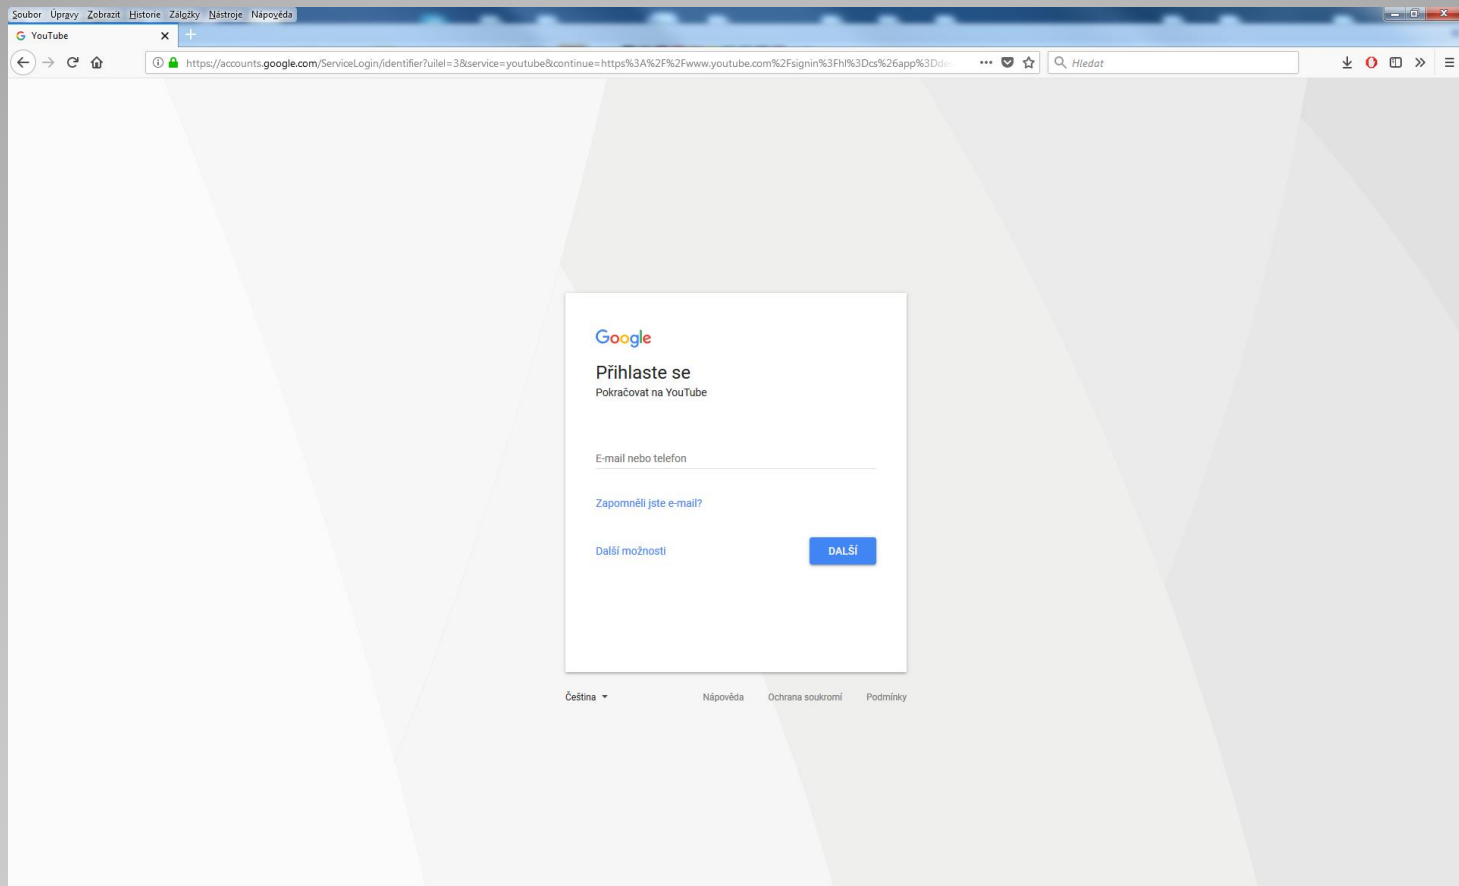 Soubor Úpravy Zobrazit Historie Záložky Nástroje Nápověda
YouTube
https://accounts.google.com/ServiceLogin/identifier?uilel=3&service=youtube&continue=https%3A%2F%2Fwww.youtube.com%2Fsignin%3Fhl%3Dcs%26app%3Dde
Hledat
Google
Přihlaste se
Pokračovat na YouTube
E-mail nebo telefon
Zapomněli jste e-mail?
Další možnosti
DALŠÍ
Čeština
Nápověda Ochrana soukromí Podmínky